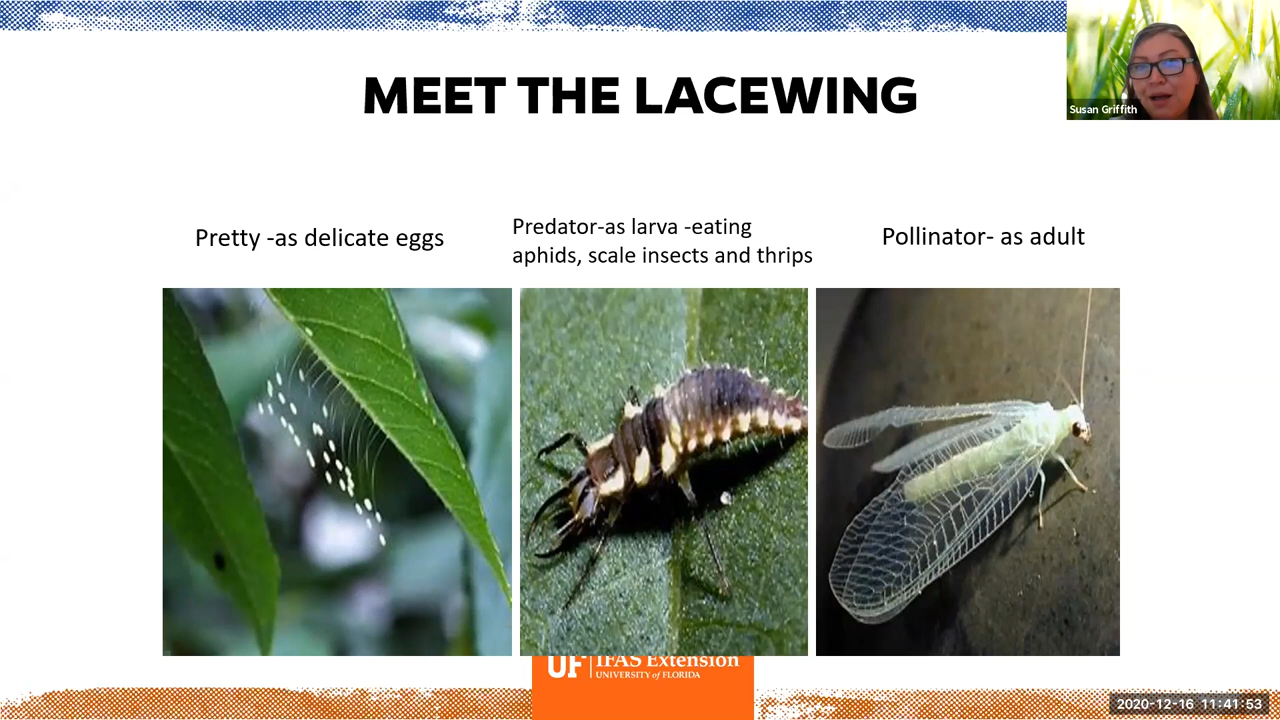 MEET THE LACEWING
Susan Griffith
Pretty -as delicate eggs
Predator-as larva -eating
aphids, scale insects and thrips
Pollinator- as adult
UF IFAS Extension
UNIVERSITY of FLORIDA
2020-12-16 11:41:53